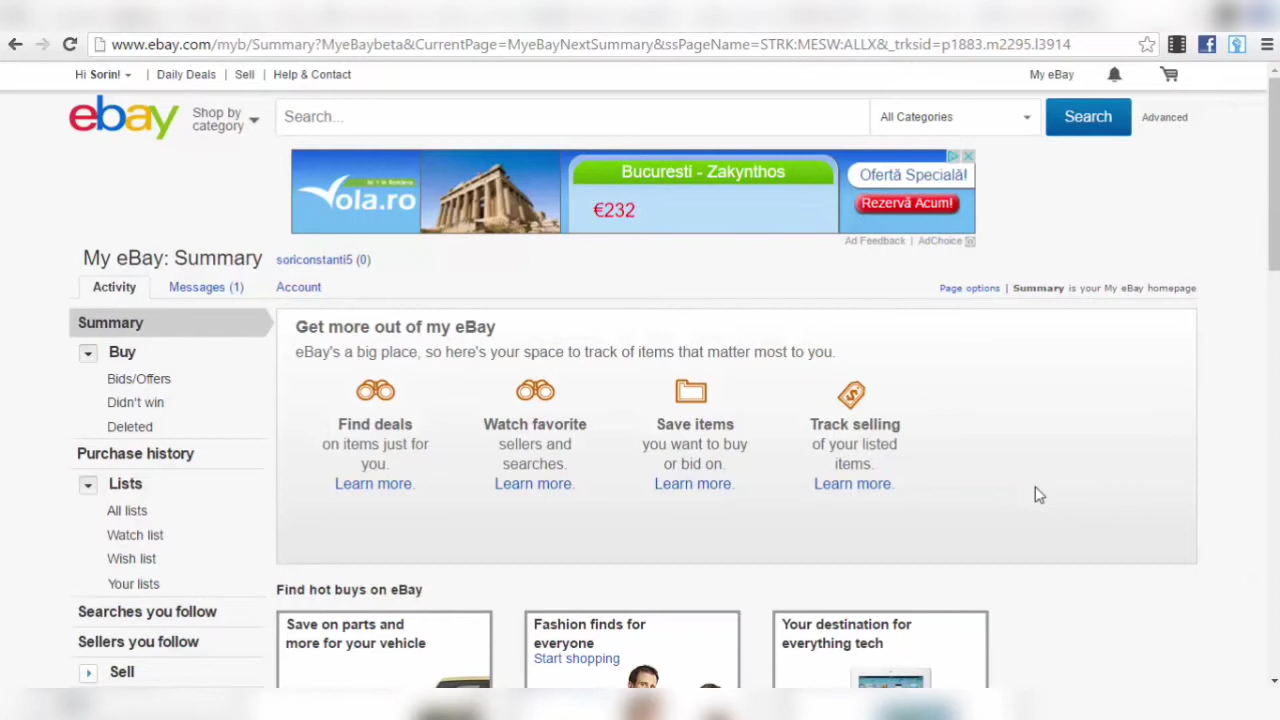 www.ebay.com/myb/Summary?MyeBaybeta&CurrentPage=MyeBayNextSummary&ssPageName=STRK:MESW:ALLX&_trksid=p1883.m2295.l3914
Hi Sorin! | Daily Deals | Sell | Help & Contact My eBay
ebay Shop by category Search... All Categories Search Advanced
Nr 1 în România
vola.ro
Bucuresti - Zakynthos
€232
Ofertă Specială!
Rezervă Acum!
Ad Feedback | AdChoice
My eBay: Summary soriconstanti5 (0)
Activity Messages (1) Account Page options | Summary is your My eBay homepage
Summary
Buy
Bids/Offers
Didn't win
Deleted
Purchase history
Lists
All lists
Watch list
Wish list
Your lists
Searches you follow
Sellers you follow
Sell
Get more out of my eBay
eBay's a big place, so here's your space to track of items that matter most to you.
Find deals
on items just for
you.
Learn more.
Watch favorite
sellers and
searches.
Learn more.
Save items
you want to buy
or bid on.
Learn more.
Track selling
of your listed
items.
Learn more.
Find hot buys on eBay
Save on parts and
more for your vehicle
Fashion finds for
everyone
Start shopping
Your destination for
everything tech